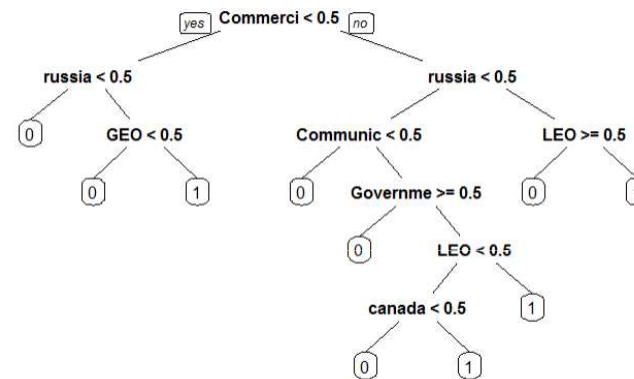 yes Commerci < 0.5 no
russia < 0.5 russia < 0.5
0 GEO < 0.5 Communic < 0.5 LEO >= 0.5
0 1 0 Governme >= 0.5 0
0 LEO < 0.5
canada < 0.5 1
0 1